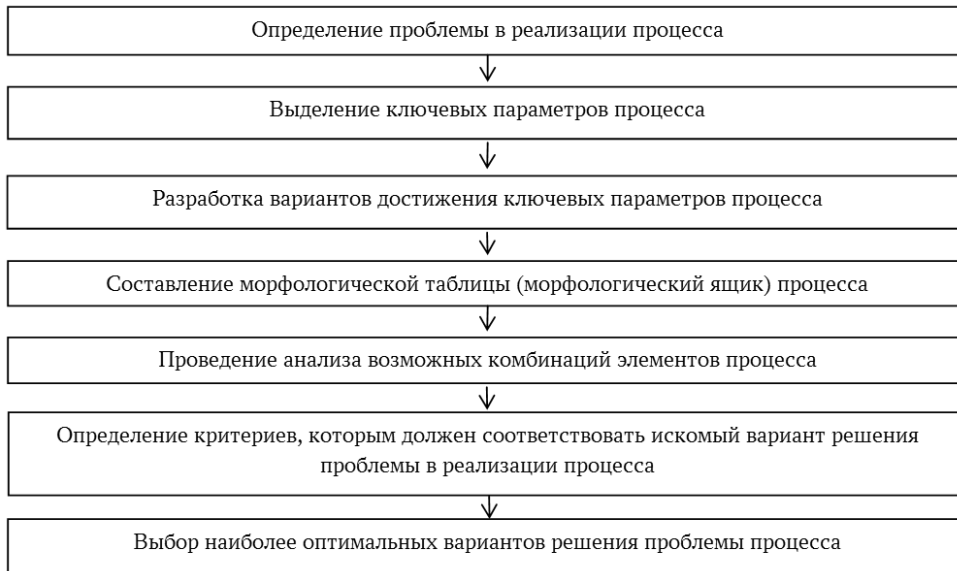 Определение проблемы в реализации процесса
Выделение ключевых параметров процесса
Разработка вариантов достижения ключевых параметров процесса
Составление морфологической таблицы (морфологический ящик) процесса
Проведение анализа возможных комбинаций элементов процесса
Определение критериев, которым должен соответствовать искомый вариант решения
проблемы в реализации процесса
Выбор наиболее оптимальных вариантов решения проблемы процесса